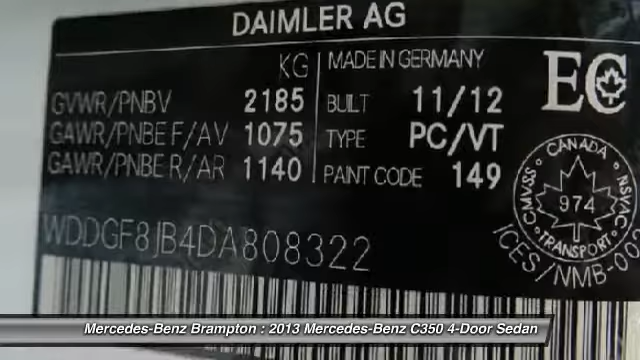 DAIMLER AG
KG
MADE IN GERMANY
GVWR/PNBV 2185
BUILT 11/12
GAWR/PNBE F/AV 1075
TYPE PC/VT
GAWR/PNBE R/AR 1140
PAINT CODE 149
EC
CANADA
CMVSS NSVAC
974
TRANSPORT
ICES/NMB-00
WDDGF8JB4DA808322
Mercedes-Benz Brampton : 2013 Mercedes-Benz C350 4-Door Sedan